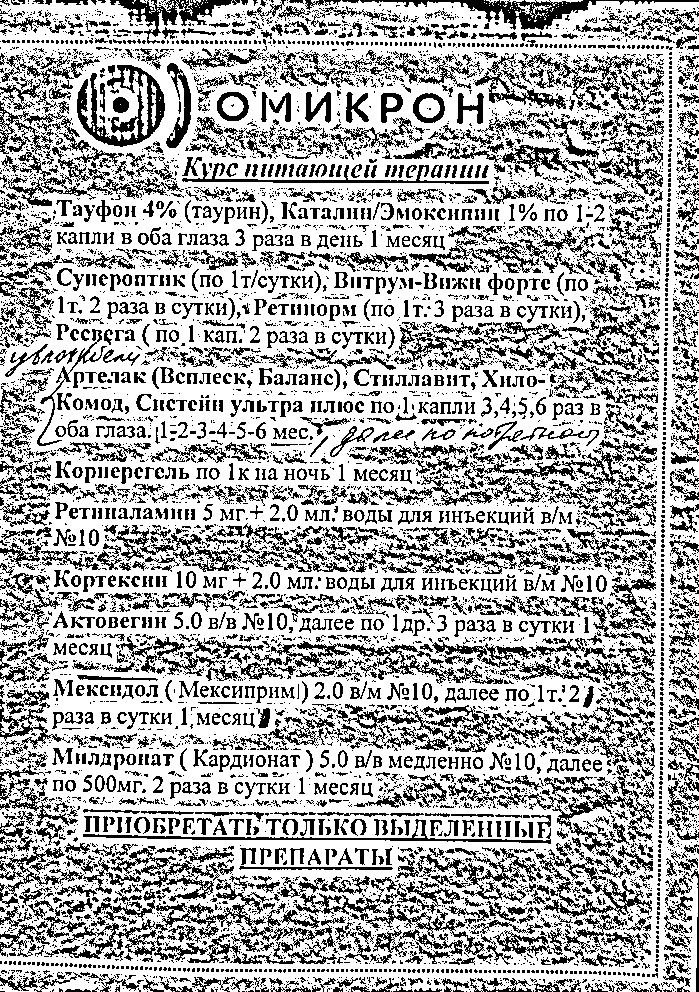 ОМИКРОН
Курс питающей терапии
Тауфон 4% (таурин), Каталин/Эмоксипин 1% по 1-2
капли в оба глаза 3 раза в день 1 месяц
Супероптик (по 1т/сутки), Витрум-Вижн форте (по
1т. 2 раза в сутки), Ретинорм (по 1т. 3 раза в сутки),
Ресвега ( по 1 кап. 2 раза в сутки)
Артелак (Всплеск, Баланс), Стиллавит, Хило-
Комод, Систейн ультра плюс по 1 капли 3,4,5,6 раз в
оба глаза. 1-2-3-4-5-6 мес., далее по
Корнерегель по 1к на ночь 1 месяц
Ретиналамин 5 мг + 2,0 мл. воды для инъекций в/м
№10
Кортексин 10 мг + 2,0 мл. воды для инъекций в/м №10
Актовегин 5.0 в/в №10, далее по 1др. 3 раза в сутки 1
месяц
Мексидол ( Мексиприм) 2.0 в/м №10, далее по 1т. 2
раза в сутки 1 месяц
Милдронат ( Кардионат ) 5.0 в/в медленно №10, далее
по 500мг. 2 раза в сутки 1 месяц
ПРИОБРЕТАТЬ ТОЛЬКО ВЫДЕЛЕННЫЕ
ПРЕПАРАТЫ